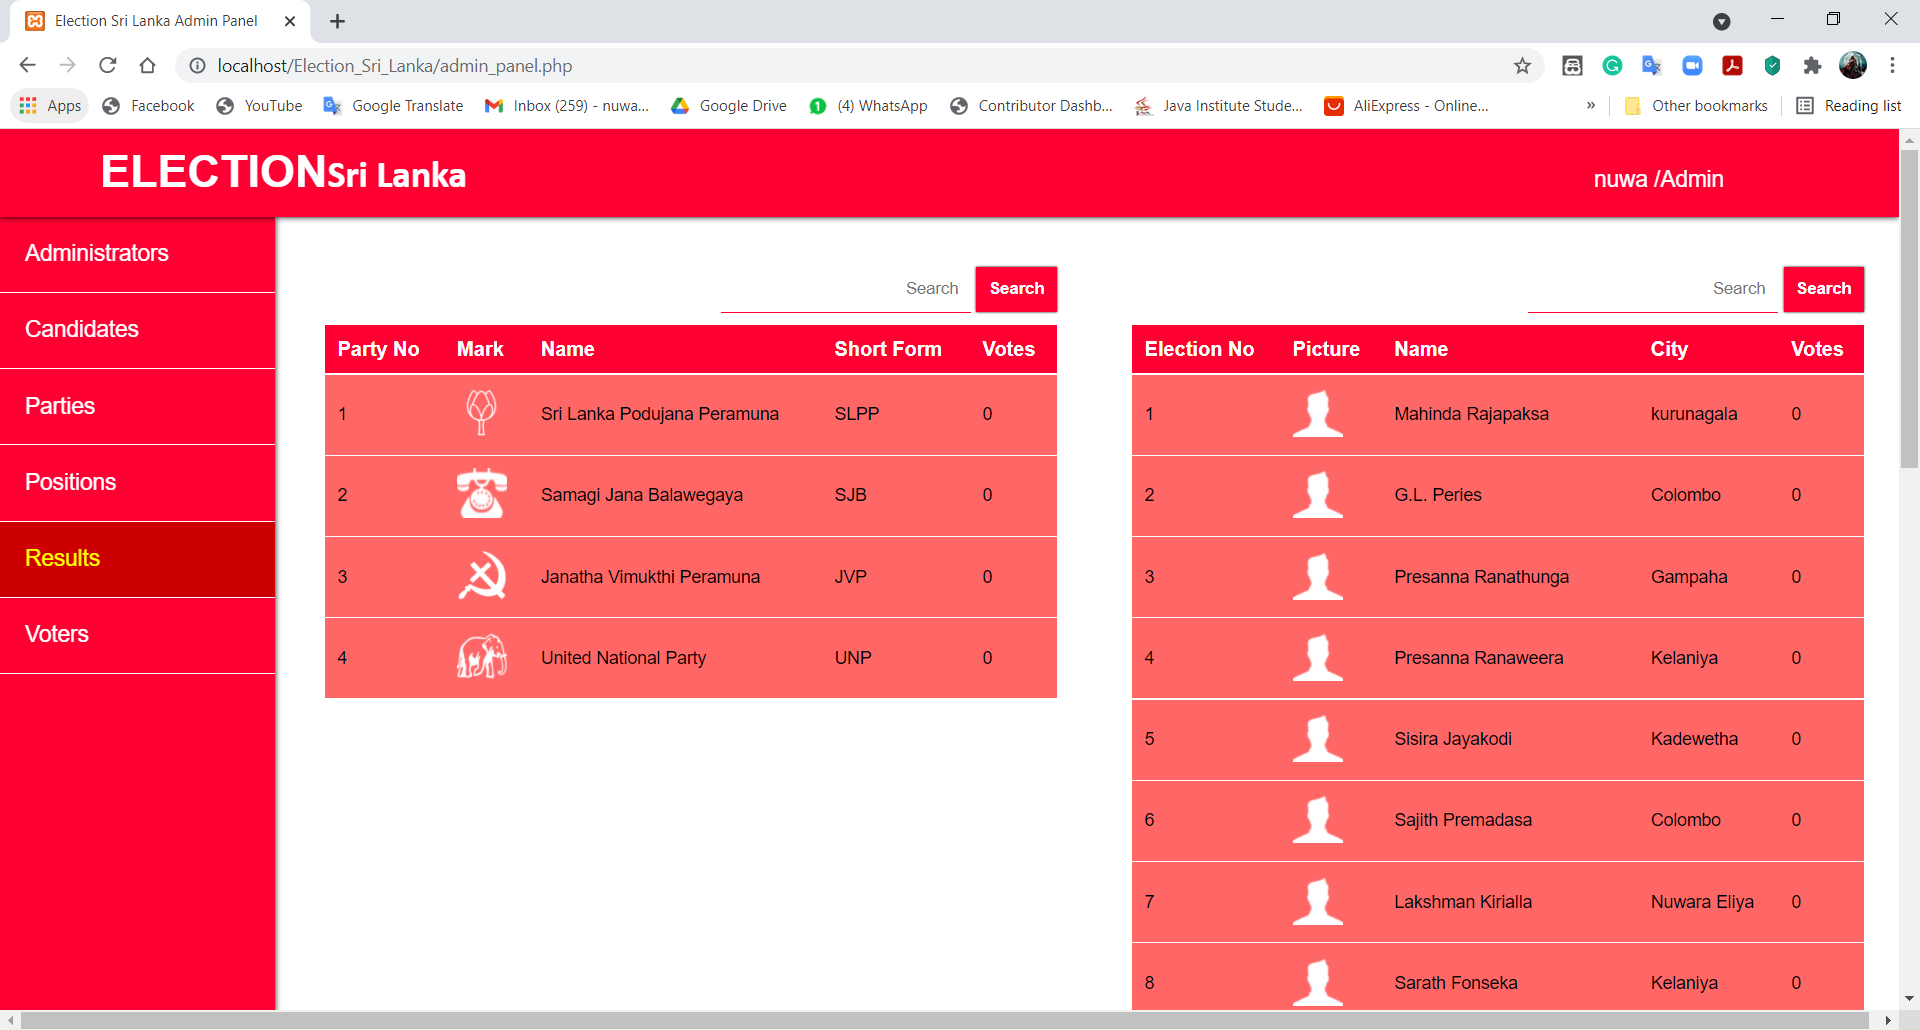 Election Sri Lanka Admin Panel
localhost/Election_Sri_Lanka/admin_panel.php
Apps Facebook YouTube Google Translate Inbox (259) - nuwa... Google Drive (4) WhatsApp Contributor Dashb... Java Institute Stude... AliExpress - Online... » Other bookmarks Reading list
ELECTION Sri Lanka
nuwa /Admin
Administrators
Candidates
Parties
Positions
Results
Voters
Search Search
Party No Mark Name Short Form Votes
1 Sri Lanka Podujana Peramuna SLPP 0
2 Samagi Jana Balawegaya SJB 0
3 Janatha Vimukthi Peramuna JVP 0
4 United National Party UNP 0
Search Search
Election No Picture Name City Votes
1 Mahinda Rajapaksa kurunagala 0
2 G.L. Peries Colombo 0
3 Presanna Ranathunga Gampaha 0
4 Presanna Ranaweera Kelaniya 0
5 Sisira Jayakodi Kadewetha 0
6 Sajith Premadasa Colombo 0
7 Lakshman Kirialla Nuwara Eliya 0
8 Sarath Fonseka Kelaniya 0